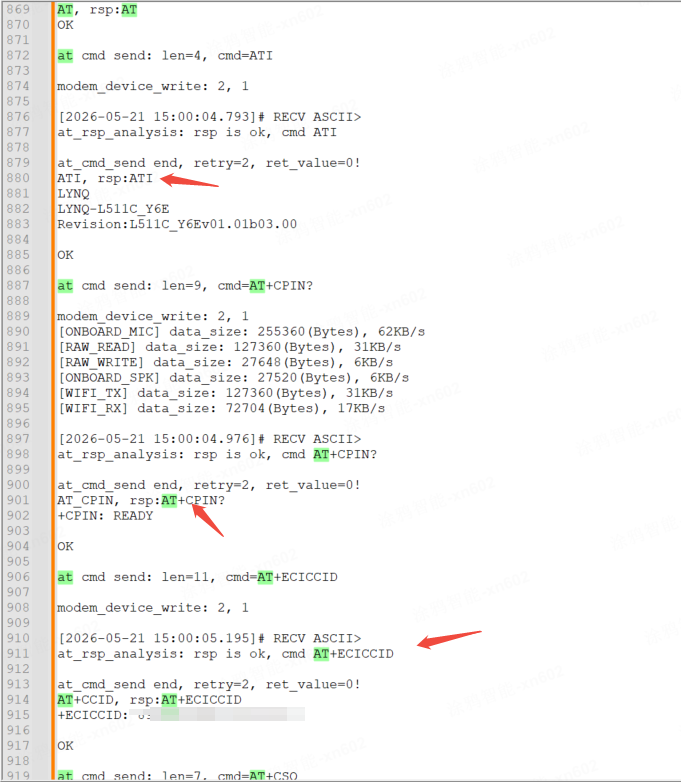 869 AT, rsp:AT
870 OK
871
872 at cmd send: len=4, cmd=ATI
873
874 modem_device_write: 2, 1
875
876 [2026-05-21 15:00:04.793]# RECV ASCII>
877 at_rsp_analysis: rsp is ok, cmd ATI
878
879 at_cmd_send end, retry=2, ret_value=0!
880 ATI, rsp:ATI
881 LYNQ
882 LYNQ-L511C_Y6E
883 Revision:L511C_Y6Ev01.01b03.00
884
885 OK
886
887 at cmd send: len=9, cmd=AT+CPIN?
888
889 modem_device_write: 2, 1
890 [ONBOARD_MIC] data_size: 255360(Bytes), 62KB/s
891 [RAW_READ] data_size: 127360(Bytes), 31KB/s
892 [RAW_WRITE] data_size: 27648(Bytes), 6KB/s
893 [ONBOARD_SPK] data_size: 27520(Bytes), 6KB/s
894 [WIFI_TX] data_size: 127360(Bytes), 31KB/s
895 [WIFI_RX] data_size: 72704(Bytes), 17KB/s
896
897 [2026-05-21 15:00:04.976]# RECV ASCII>
898 at_rsp_analysis: rsp is ok, cmd AT+CPIN?
899
900 at_cmd_send end, retry=2, ret_value=0!
901 AT_CPIN, rsp:AT+CPIN?
902 +CPIN: READY
903
904 OK
905
906 at cmd send: len=11, cmd=AT+ECICCID
907
908 modem_device_write: 2, 1
909
910 [2026-05-21 15:00:05.195]# RECV ASCII>
911 at_rsp_analysis: rsp is ok, cmd AT+ECICCID
912
913 at_cmd_send end, retry=2, ret_value=0!
914 AT+CCID, rsp:AT+ECICCID
915 +ECICCID:
916
917 OK
918
919 at cmd send: len=7, cmd=AT+CSQ